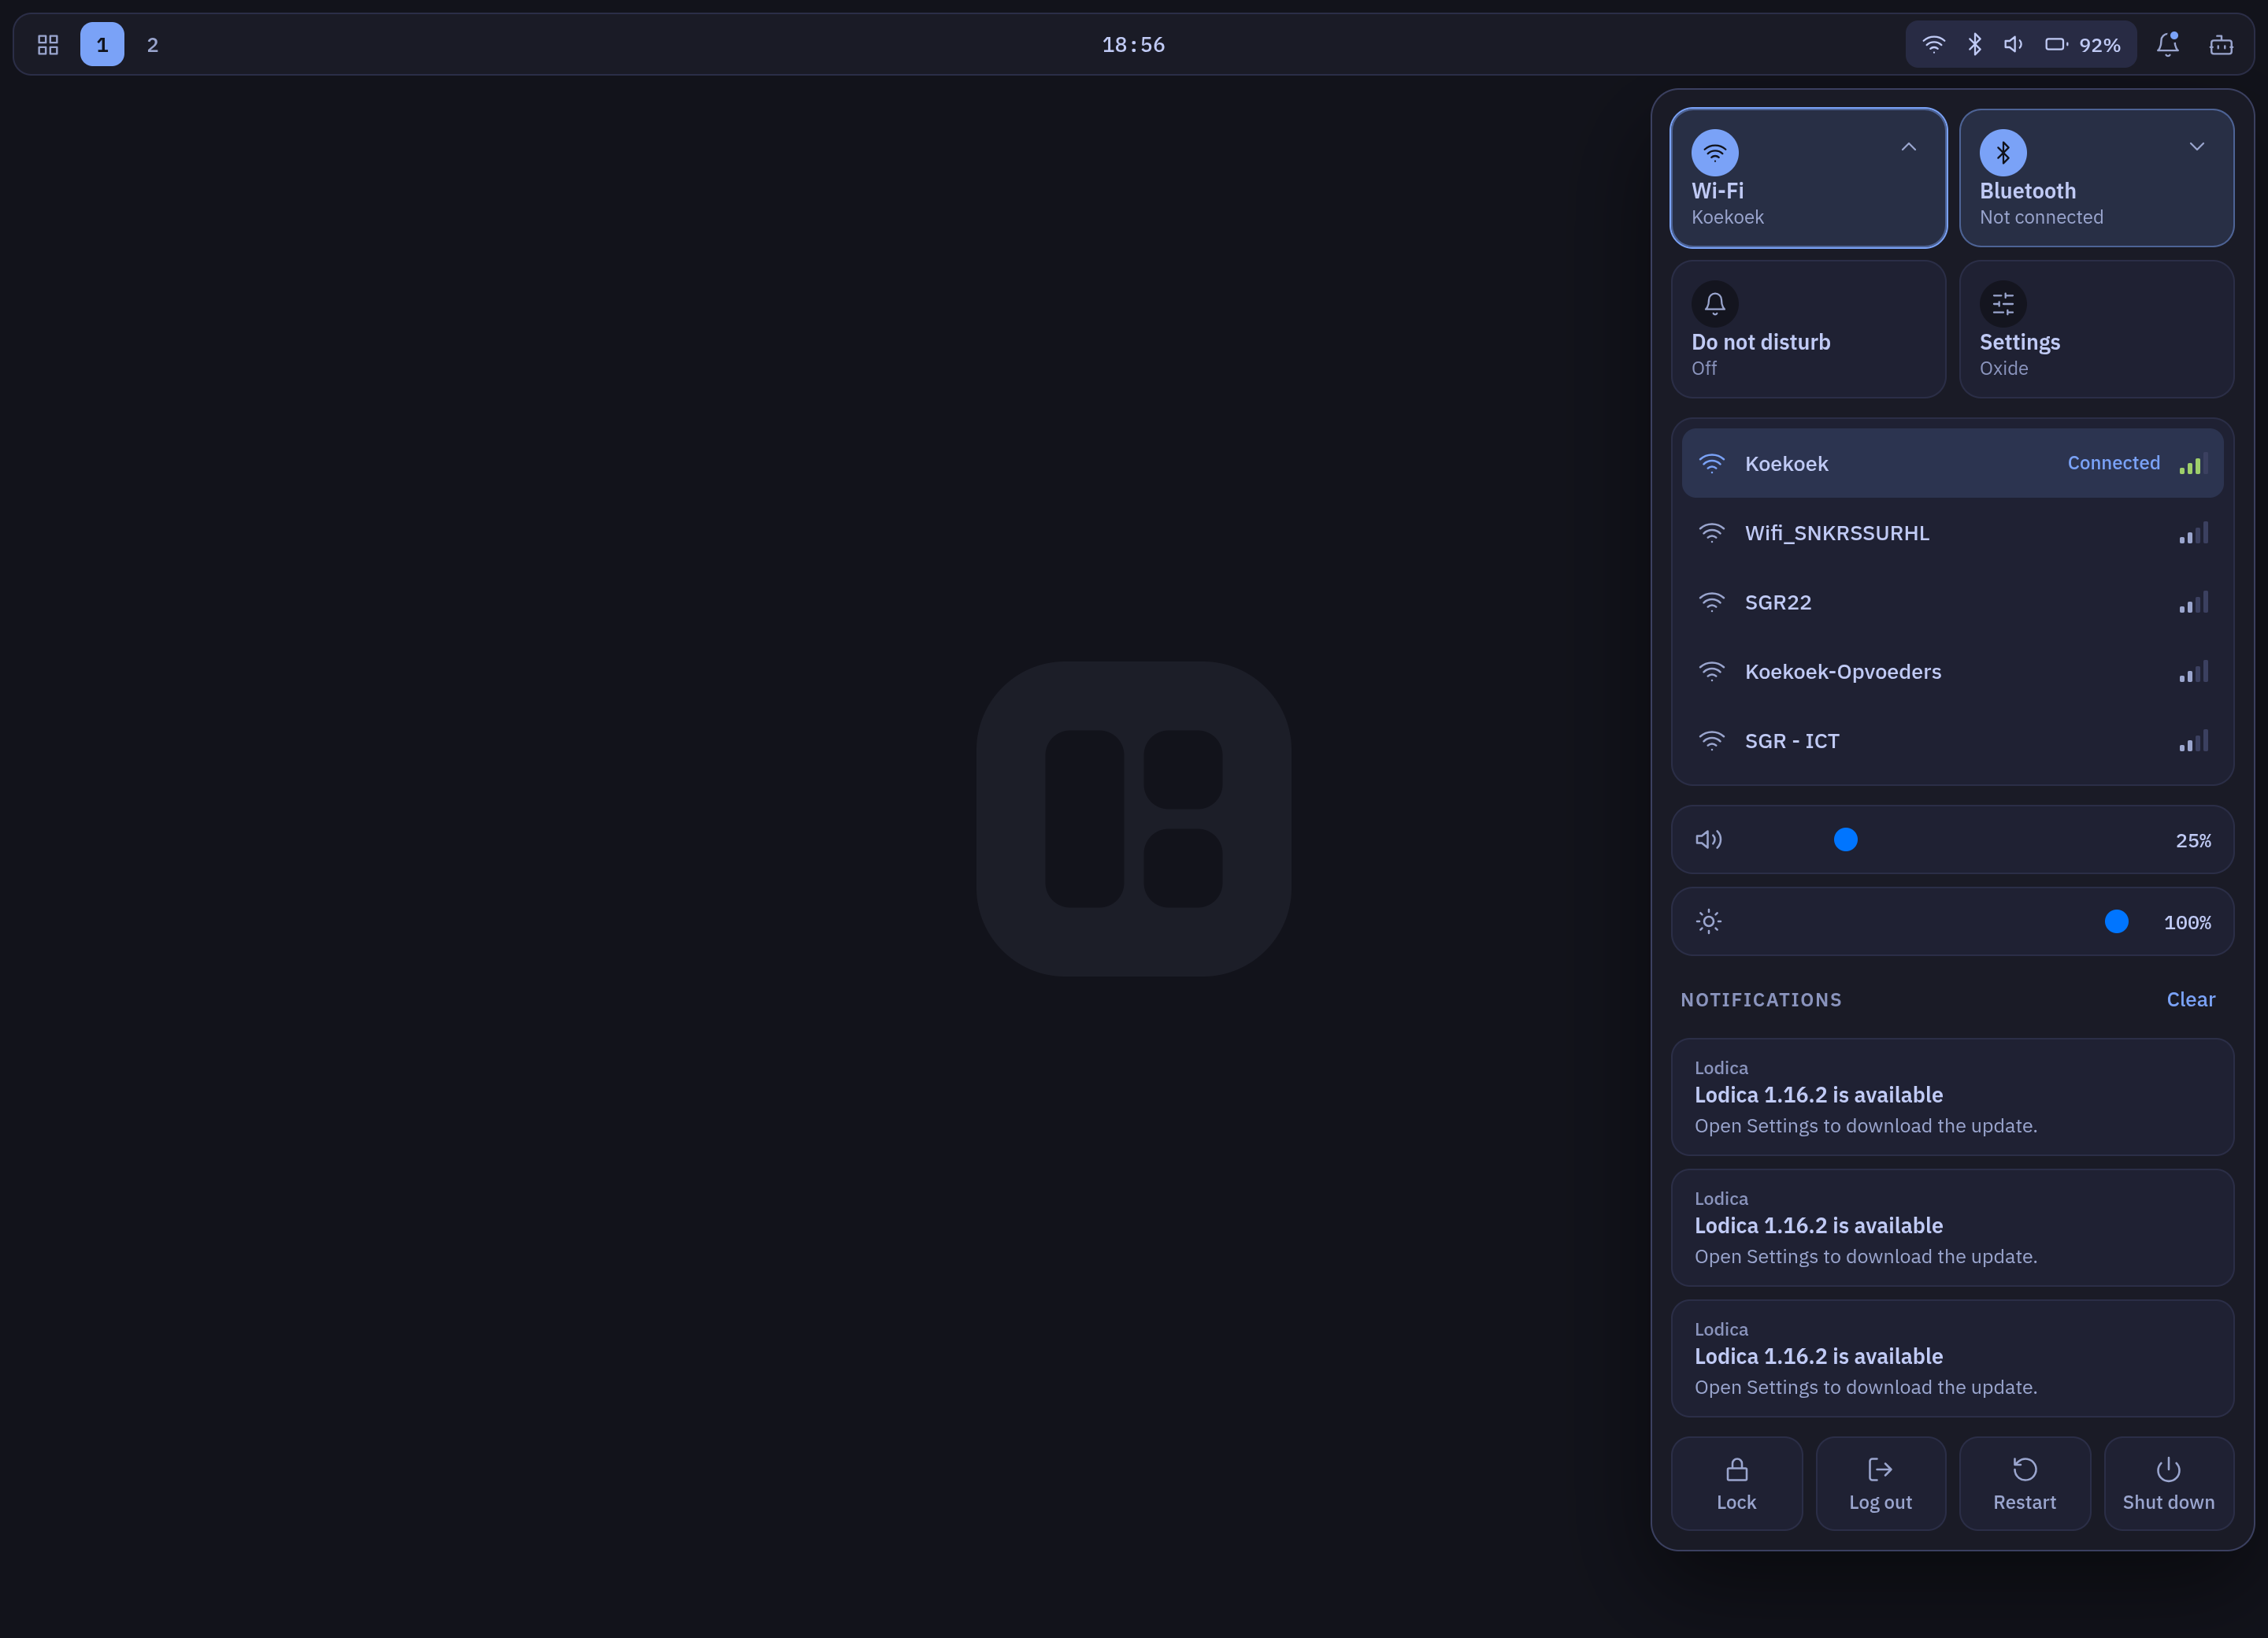 1 2 18:56 92%
Wi-Fi
Koekoek
Bluetooth
Not connected
Do not disturb
Off
Settings
Oxide
Koekoek Connected
Wifi_SNKRSSURHL
SGR22
Koekoek-Opvoeders
SGR - ICT
25%
100%
NOTIFICATIONS Clear
Lodica
Lodica 1.16.2 is available
Open Settings to download the update.
Lodica
Lodica 1.16.2 is available
Open Settings to download the update.
Lodica
Lodica 1.16.2 is available
Open Settings to download the update.
Lock Log out Restart Shut down